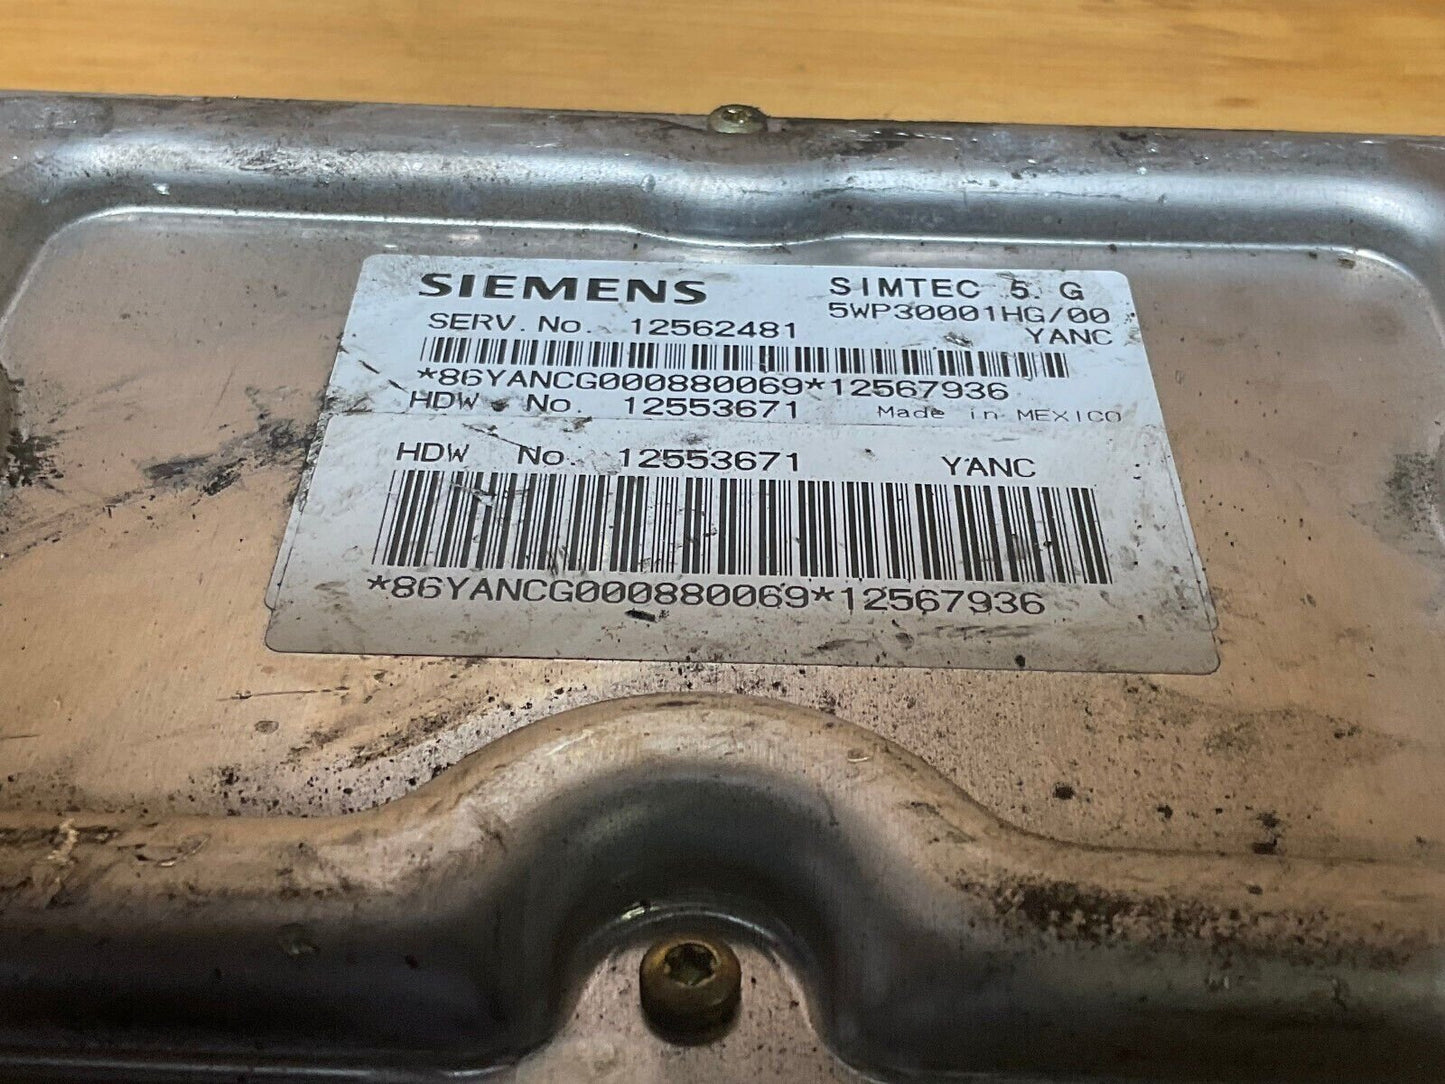 SIEMENS SIMTEC 5.G
5WP30001HG/00
SERV. No. 12562481 YANC
*86YANCG000880069*12567936
HDW. No. 12553671 Made in MEXICO
HDW No. 12553671 YANC
*86YANCG000880069*12567936